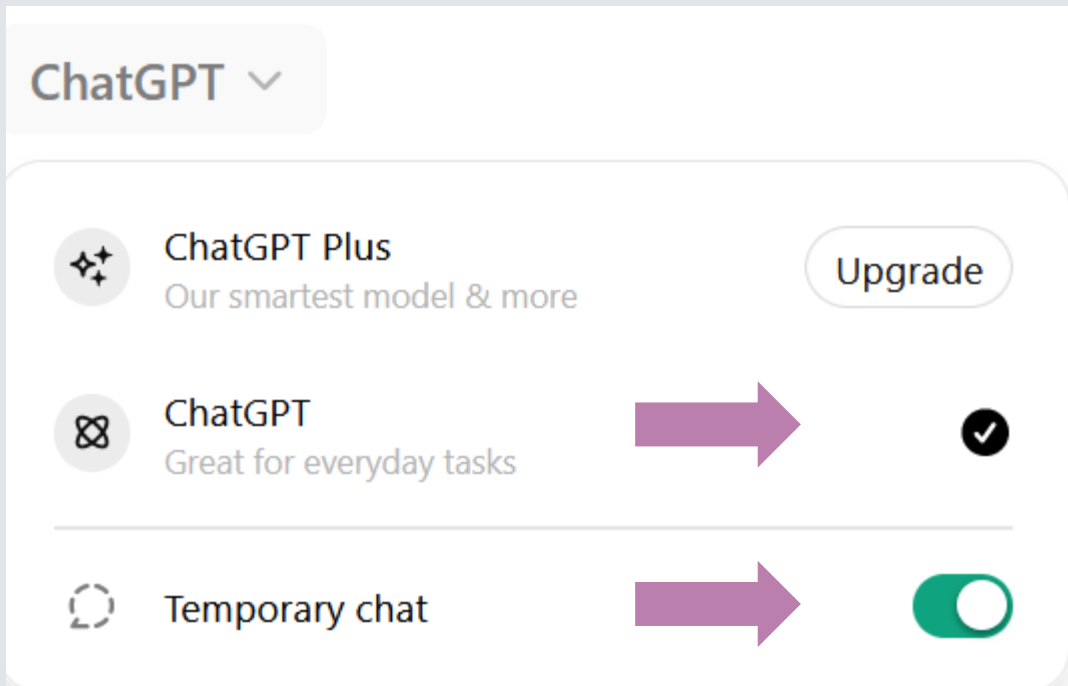 ChatGPT
ChatGPT Plus
Our smartest model & more
Upgrade
ChatGPT
Great for everyday tasks
Temporary chat